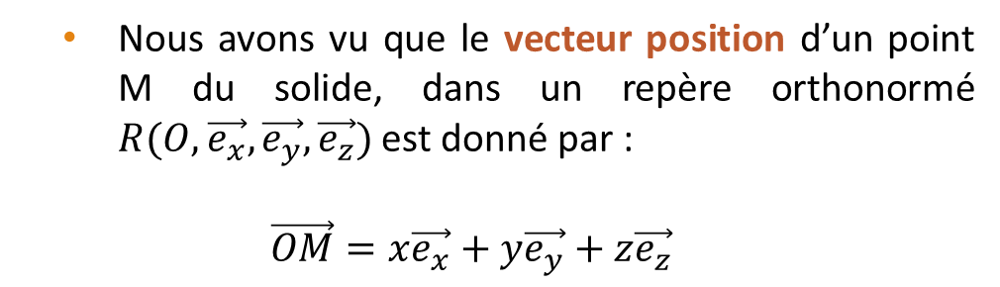 • Nous avons vu que le vecteur position d’un point
M du solide, dans un repère orthonormé
R(O, \overrightarrow{e_x}, \overrightarrow{e_y}, \overrightarrow{e_z}) est donné par :
\overrightarrow{OM} = x\overrightarrow{e_x} + y\overrightarrow{e_y} + z\overrightarrow{e_z}